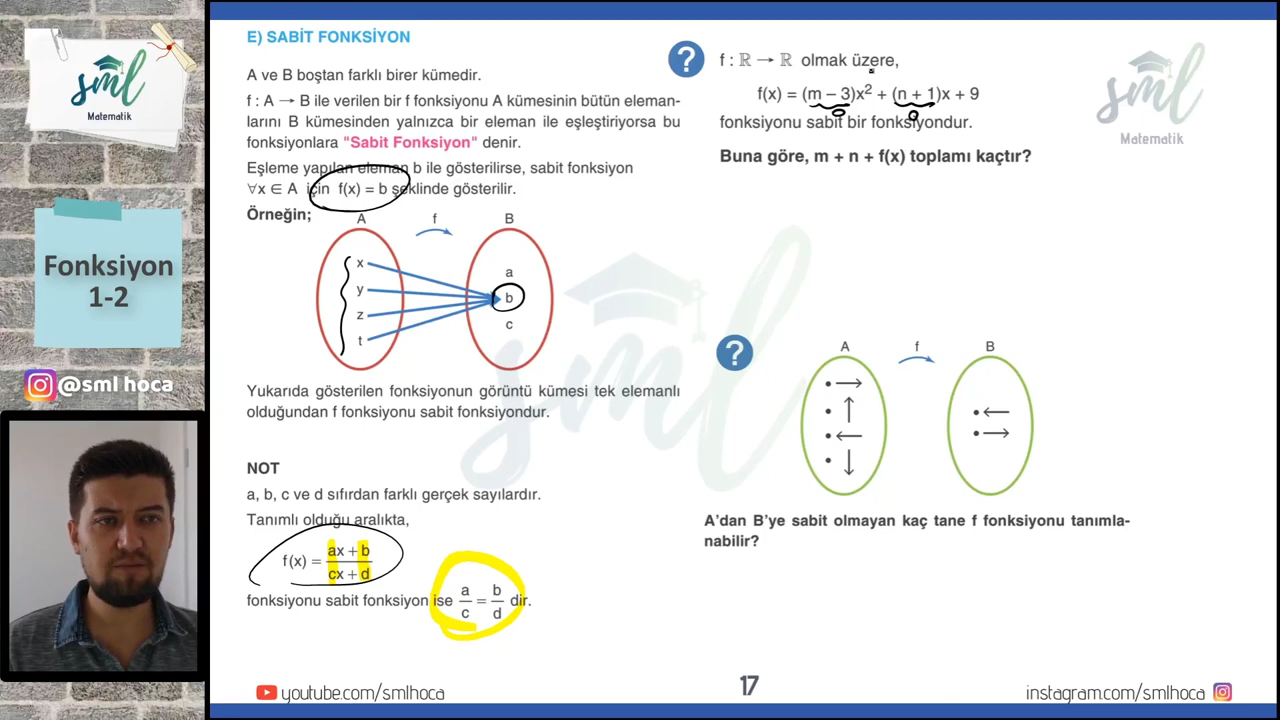 sml
Matematik
Fonksiyon
1-2
@sml hoca
E) SABİT FONKSİYON
A ve B boştan farklı birer kümedir.
f : A → B ile verilen bir f fonksiyonu A kümesinin bütün eleman-
larını B kümesinden yalnızca bir eleman ile eşleştiriyorsa bu
fonksiyonlara "Sabit Fonksiyon" denir.
Eşleme yapılan eleman b ile gösterilirse, sabit fonksiyon
∀x ∈ A için f(x) = b şeklinde gösterilir.
Örneğin;
A f B
x
y
z
t
a
b
c
Yukarıda gösterilen fonksiyonun görüntü kümesi tek elemanlı
olduğundan f fonksiyonu sabit fonksiyondur.
NOT
a, b, c ve d sıfırdan farklı gerçek sayılardır.
Tanımlı olduğu aralıkta,
f(x) = (ax + b)/(cx + d)
fonksiyonu sabit fonksiyon ise a/c = b/d dir.
?
f : ℝ → ℝ olmak üzere,
f(x) = (m – 3)x² + (n + 1)x + 9
0 0
fonksiyonu sabit bir fonksiyondur.
Buna göre, m + n + f(x) toplamı kaçtır?
sml
Matematik
sml
?
A f B
• →
• ↑
• ←
• ↓
• ←
• →
A'dan B'ye sabit olmayan kaç tane f fonksiyonu tanımla-
nabilir?
youtube.com/smlhoca
17
instagram.com/smlhoca